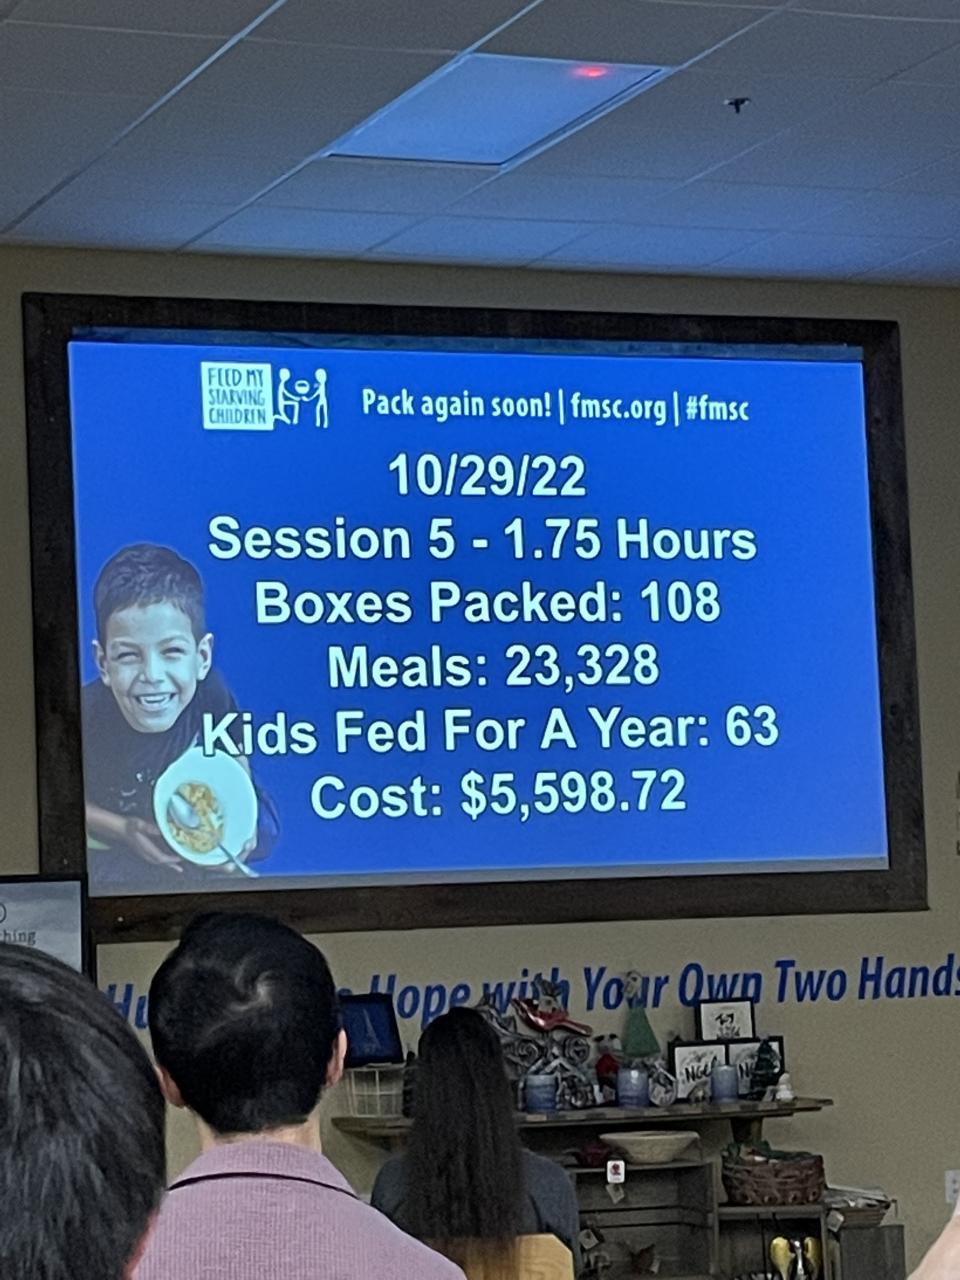 FEED MY
STARVING
CHILDREN
Pack again soon! | fmsc.org | #fmsc
10/29/22
Session 5 - 1.75 Hours
Boxes Packed: 108
Meals: 23,328
Kids Fed For A Year: 63
Cost: $5,598.72
Hope with Your Own Two Hands